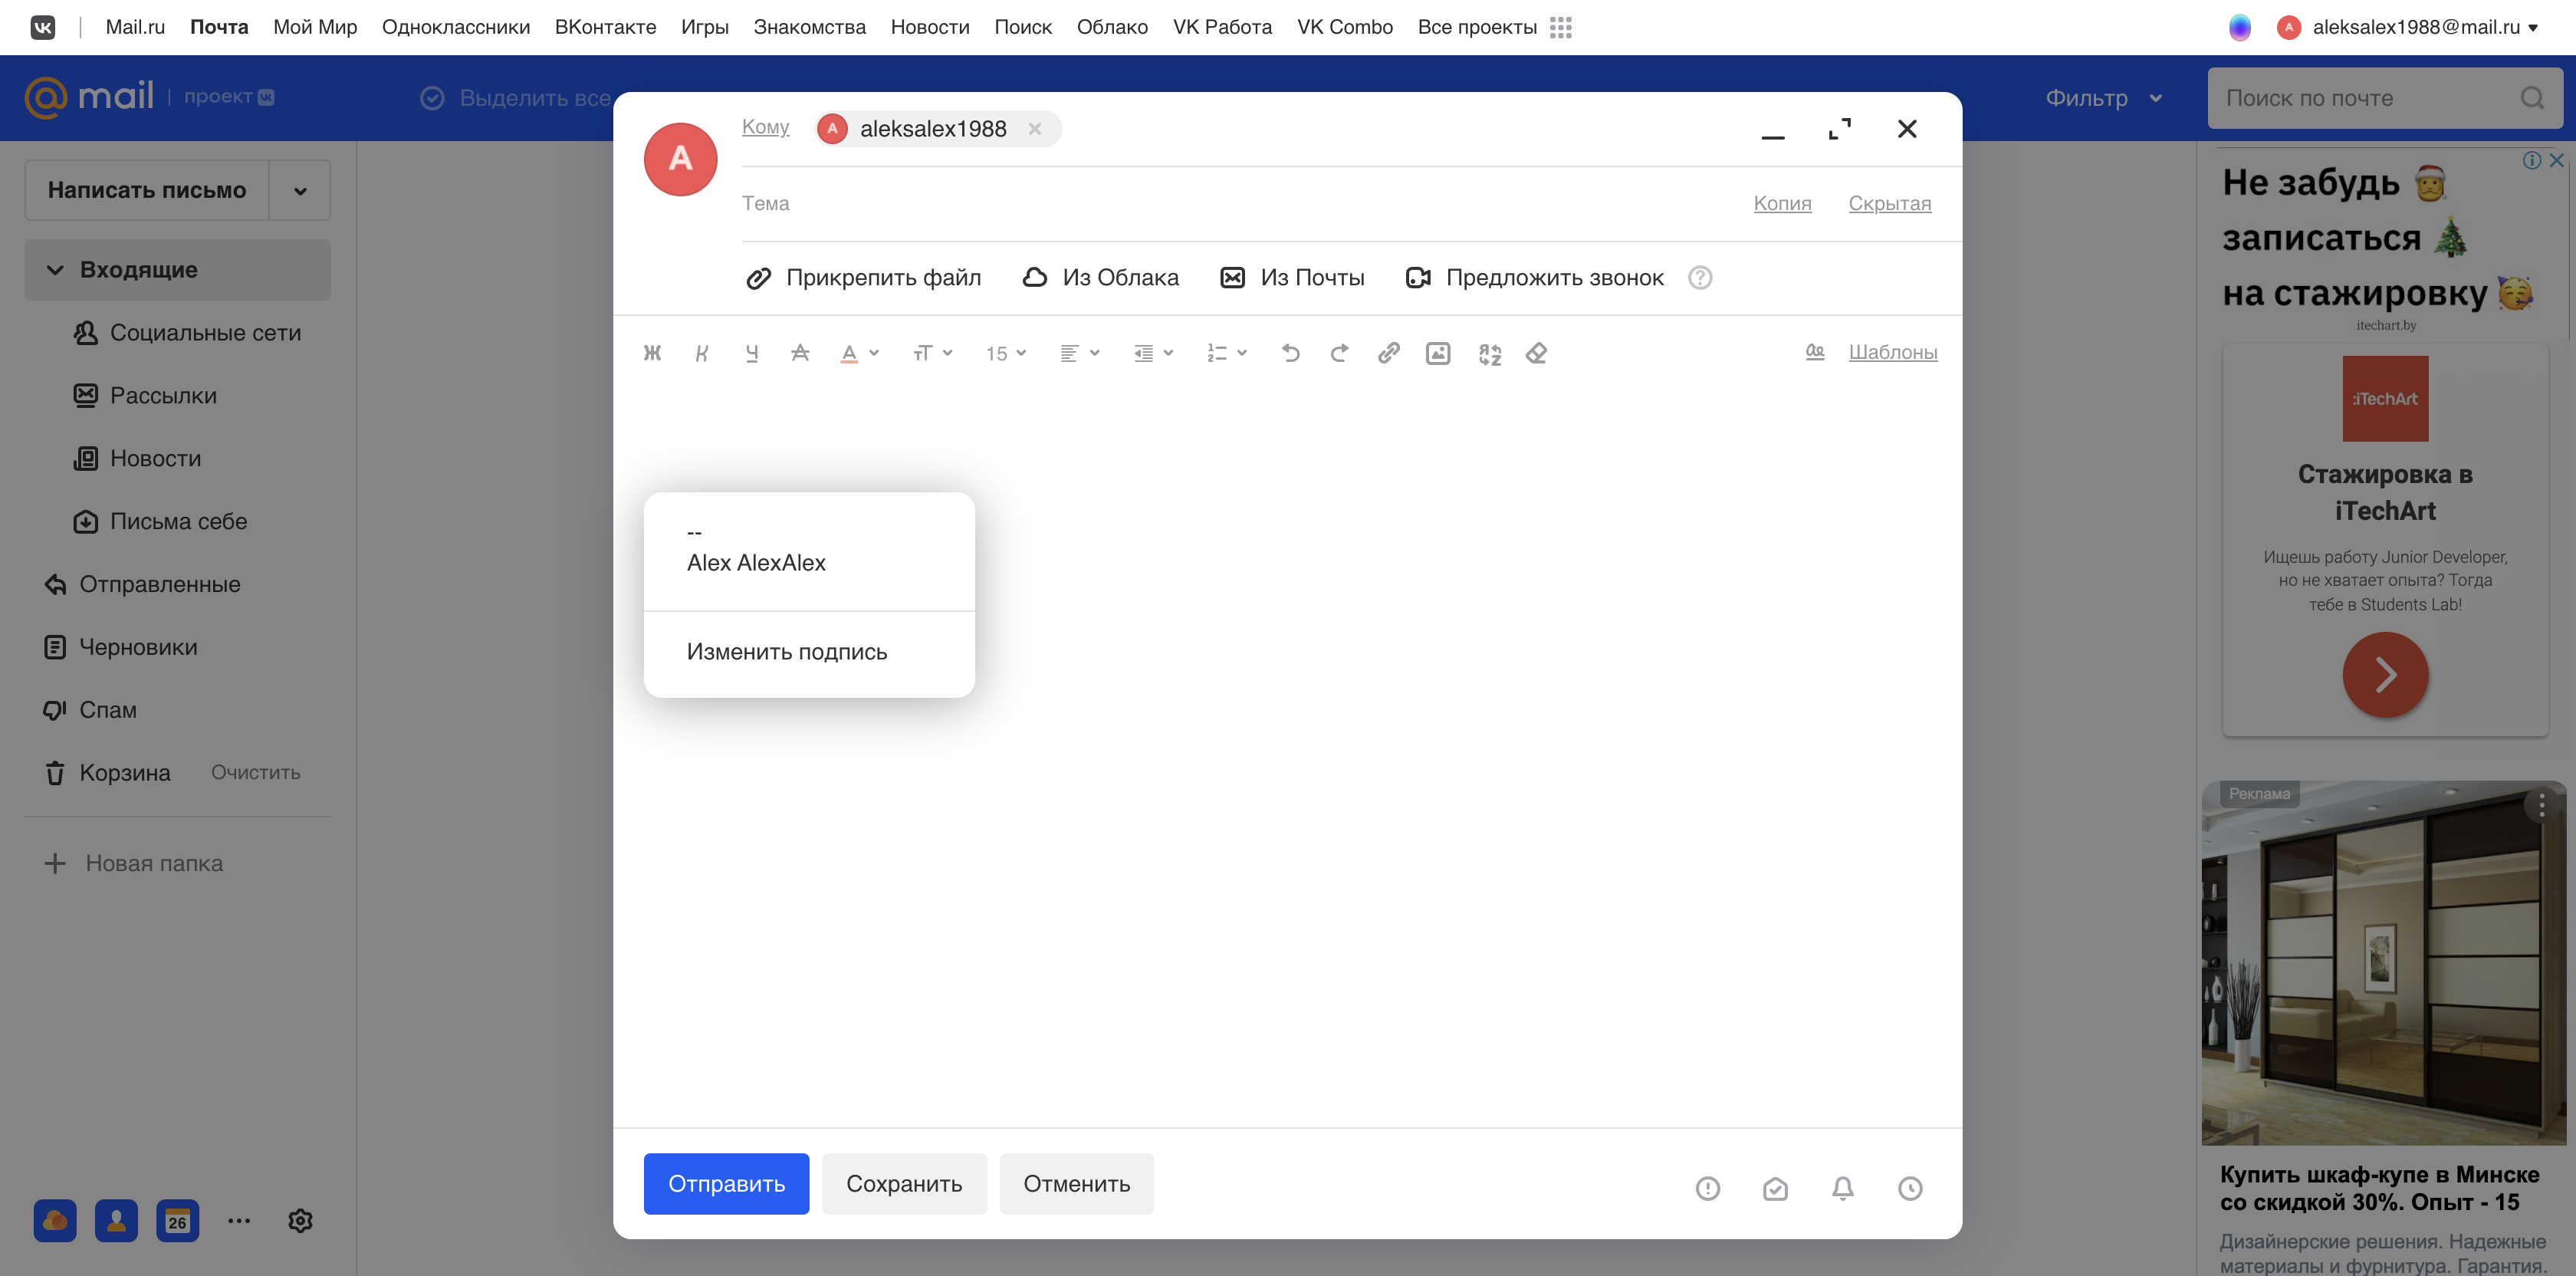 Mail.ru Почта Мой Мир Одноклассники ВКонтакте Игры Знакомства Новости Поиск Облако VK Работа VK Combo Все проекты
A aleksalex1988@mail.ru
@mail проект
Выделить все
Фильтр
Поиск по почте
Написать письмо
Входящие
Социальные сети
Рассылки
Новости
Письма себе
Отправленные
Черновики
Спам
Корзина Очистить
Новая папка
26
A
Кому A aleksalex1988
Тема
Копия Скрытая
Прикрепить файл Из Облака Из Почты Предложить звонок
Ж К Ч А А тТ 15
Шаблоны
--
Alex AlexAlex
Изменить подпись
Отправить Сохранить Отменить
Не забудь
записаться
на стажировку
itechart.by
:iTechArt
Стажировка в
iTechArt
Ищешь работу Junior Developer,
но не хватает опыта? Тогда
тебе в Students Lab!
Реклама
Купить шкаф-купе в Минске
со скидкой 30%. Опыт - 15
Дизайнерские решения. Надежные
материалы и фурнитура. Гарантия.